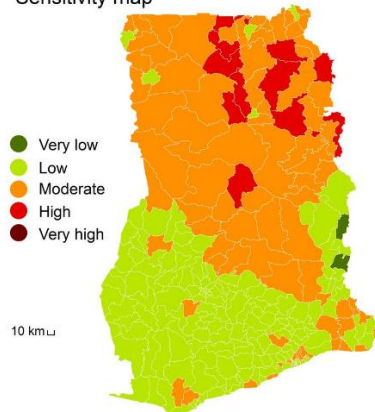 Sensitivity map
Very low
Low
Moderate
High
Very high
10 km